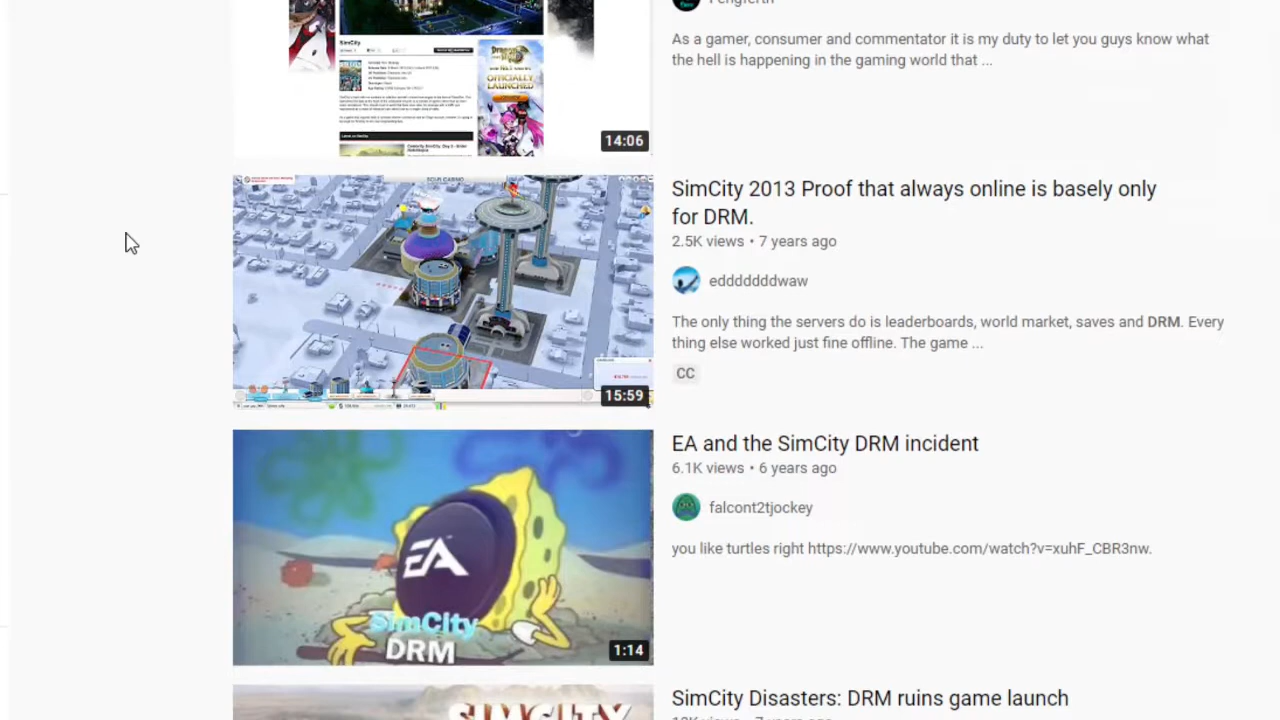 As a gamer, consumer and commentator it is my duty to let you guys know what
the hell is happening in the gaming world that ...
SimCity
OFFICIALLY
LAUNCHED
14:06
SimCity 2013 Proof that always online is basely only
for DRM.
2.5K views • 7 years ago
edddddddwaw
The only thing the servers do is leaderboards, world market, saves and DRM. Every
thing else worked just fine offline. The game ...
CC
15:59
EA and the SimCity DRM incident
6.1K views • 6 years ago
falcont2tjockey
you like turtles right https://www.youtube.com/watch?v=xuhF_CBR3nw.
EA
SimCity
DRM
1:14
SimCity Disasters: DRM ruins game launch
SIMCITY